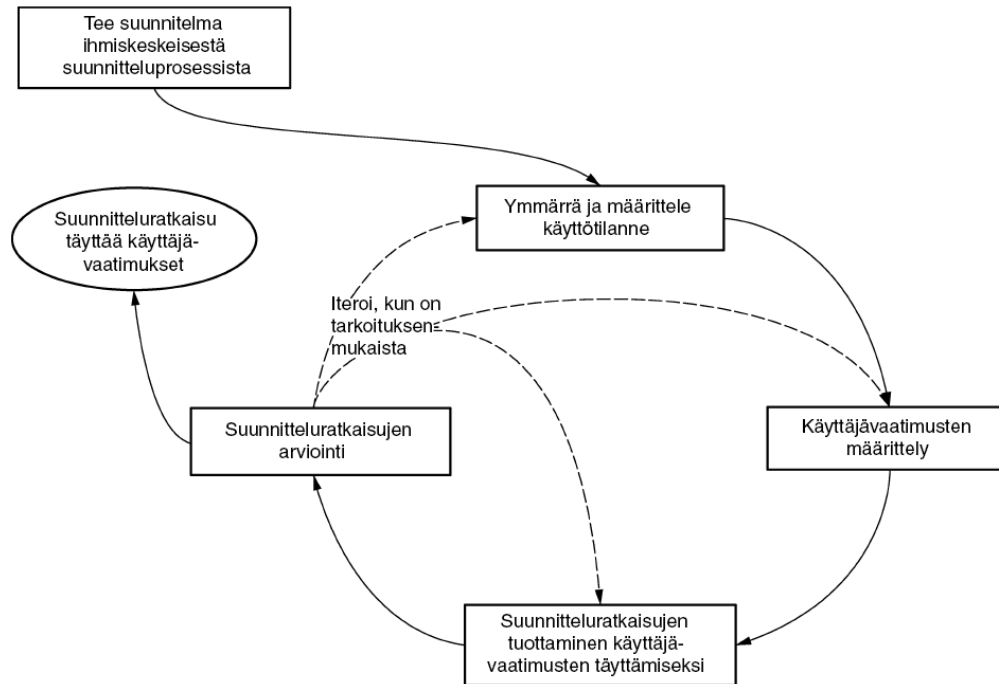 Tee suunnitelma
ihmiskeskeisestä
suunnitteluprosessista
Ymmärrä ja määrittele
käyttötilanne
Suunnitteluratkaisu
täyttää käyttäjä-
vaatimukset
Iteroi, kun on
tarkoituksen-
mukaista
Suunnitteluratkaisujen
arviointi
Käyttäjävaatimusten
määrittely
Suunnitteluratkaisujen
tuottaminen käyttäjä-
vaatimusten täyttämiseksi